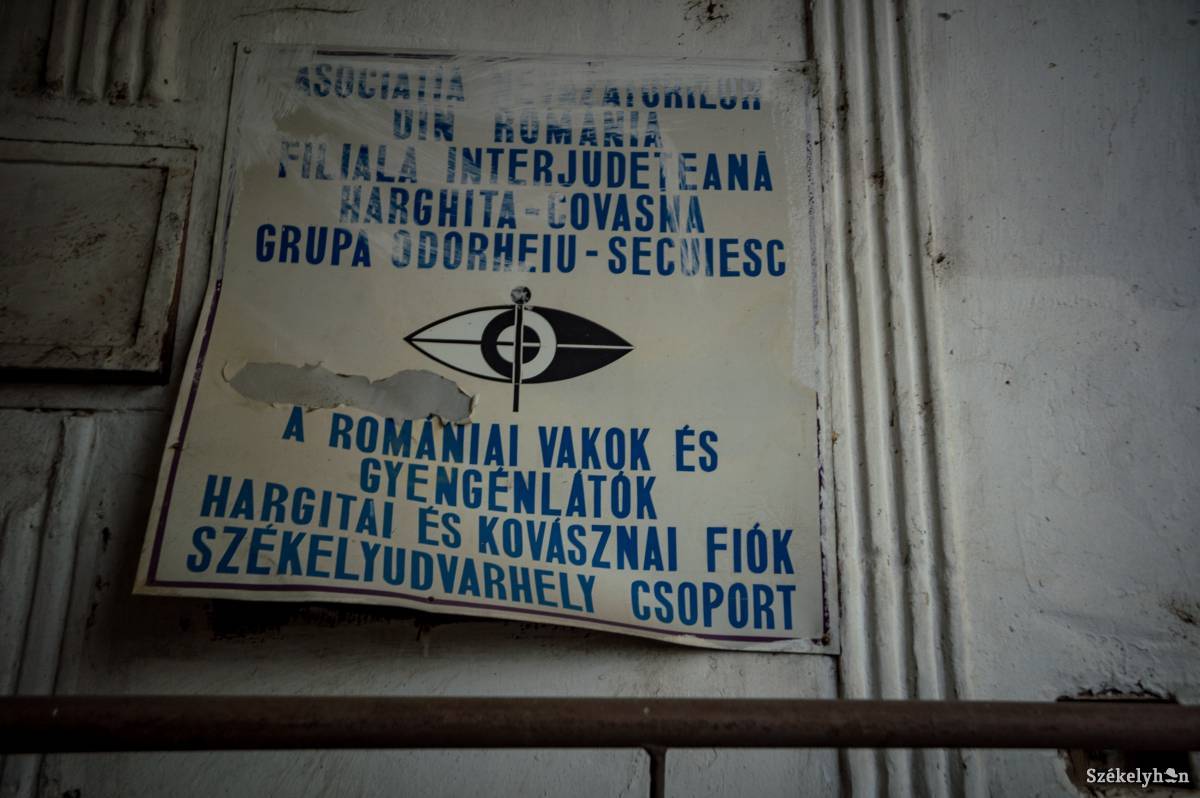 ASOCIAȚIA NEVĂZĂTORILOR
DIN ROMÂNIA
FILIALA INTERJUDEȚEANĂ
HARGHITA-COVASNA
GRUPA ODORHEIU-SECUIESC
A ROMÁNIAI VAKOK ÉS
GYENGÉNLÁTÓK
HARGITAI ÉS KOVÁSZNAI FIÓK
SZÉKELYUDVARHELY CSOPORT
Székelyhon